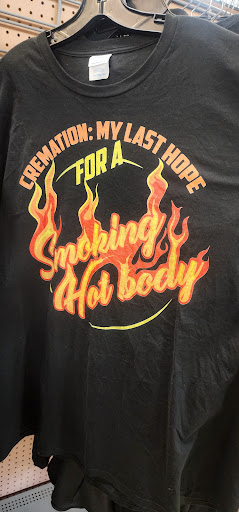 CREMATION: MY LAST HOPE
FOR A
Smoking
Hot body